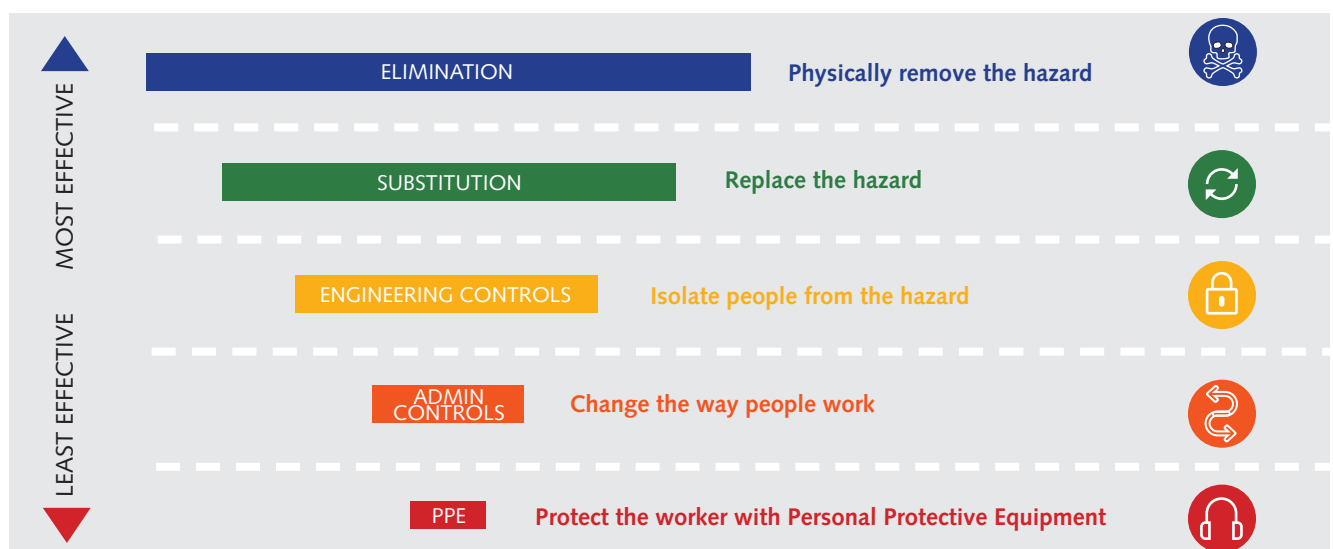 MOST EFFECTIVE
LEAST EFFECTIVE
ELIMINATION
Physically remove the hazard
SUBSTITUTION
Replace the hazard
ENGINEERING CONTROLS
Isolate people from the hazard
ADMIN
CONTROLS
Change the way people work
PPE
Protect the worker with Personal Protective Equipment